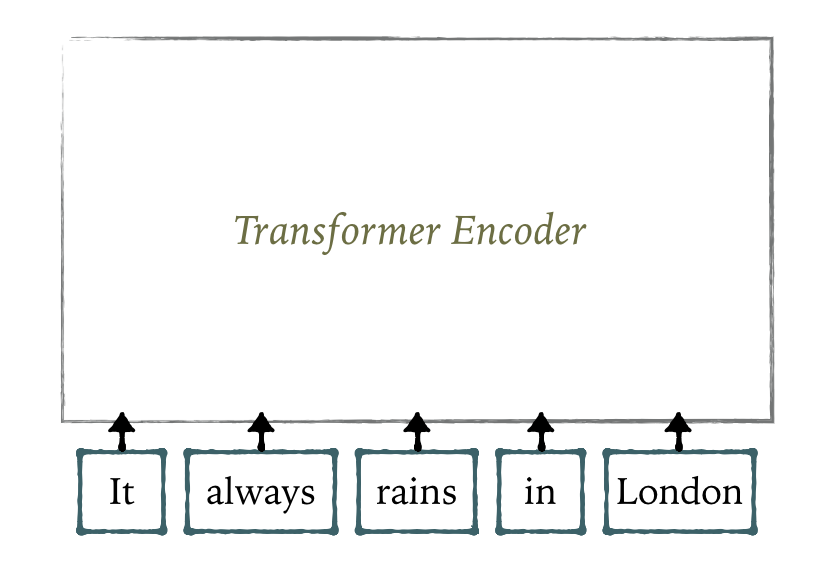 Transformer Encoder
It always rains in London